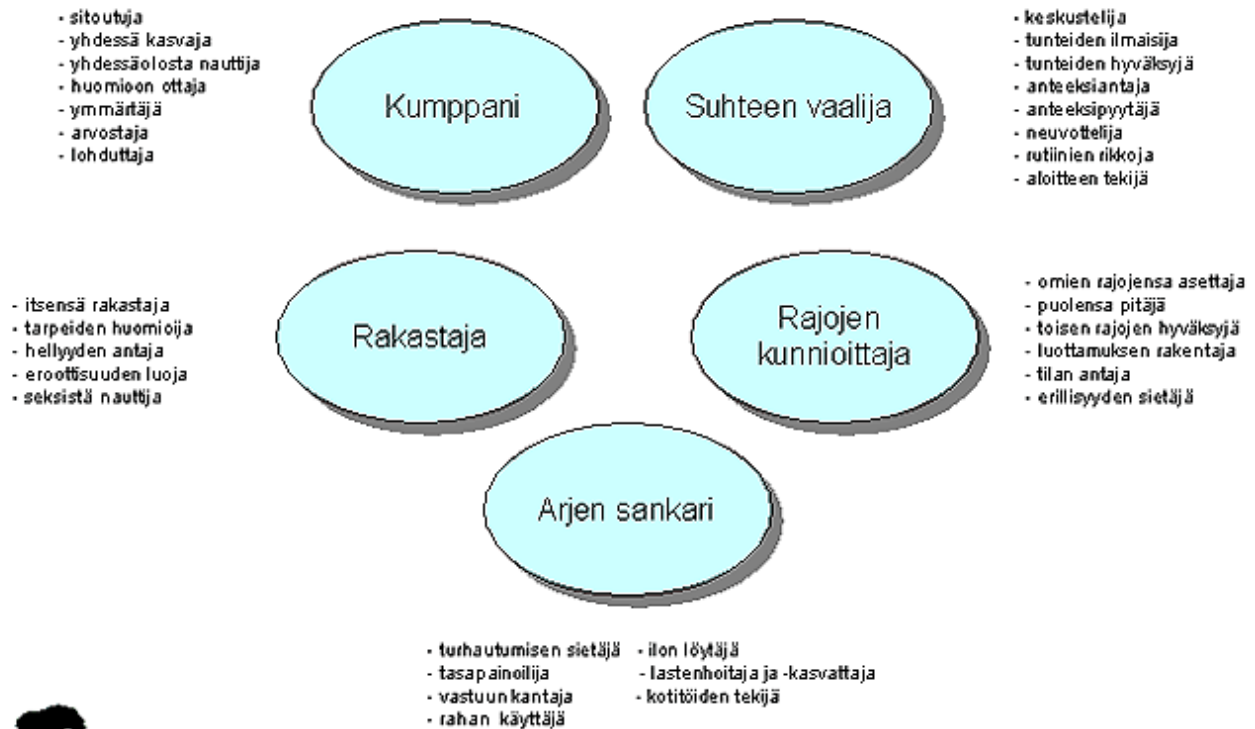 - sitoutuja
- yhdessä kasvaja
- yhdessäolosta nauttija
- huomioon ottaja
- ymmärtäjä
- arvostaja
- lohduttaja
Kumppani
Suhteen vaalija
- keskustelija
- tunteiden ilmaisija
- tunteiden hyväksyjä
- anteeksiantaja
- anteeksipyytäjä
- neuvottelija
- rutiinien rikkoja
- aloitteen tekijä
- itsensä rakastaja
- tarpeiden huomioija
- hellyyden antaja
- eroottisuuden luoja
- seksistä nauttija
Rakastaja
Rajojen
kunnioittaja
- omien rajojensa asettaja
- puolensa pitäjä
- toisen rajojen hyväksyjä
- luottamuksen rakentaja
- tilan antaja
- erillisyyden sietäjä
Arjen sankari
- turhautumisen sietäjä
- tasapainoilija
- vastuunkantaja
- rahan käyttäjä
- ilon löytäjä
- lastenhoitaja ja -kasvattaja
- kotitöiden tekijä